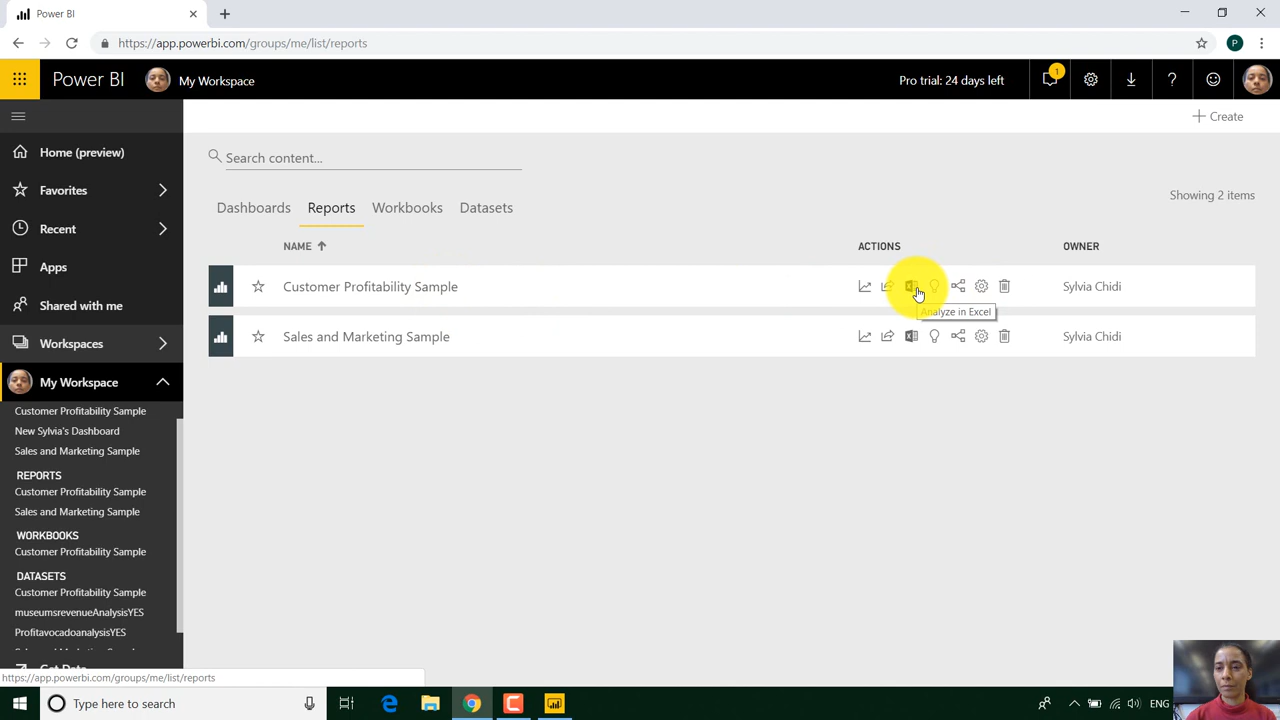 Power BI
https://app.powerbi.com/groups/me/list/reports
P
Power BI
My Workspace
Pro trial: 24 days left
1
Create
Home (preview)
Favorites
Recent
Apps
Shared with me
Workspaces
My Workspace
Customer Profitability Sample
New Sylvia's Dashboard
Sales and Marketing Sample
REPORTS
Customer Profitability Sample
Sales and Marketing Sample
WORKBOOKS
Customer Profitability Sample
DATASETS
Customer Profitability Sample
museumsrevenueAnalysisYES
ProfitavocadoanalysisYES
Get Data
Search content...
Showing 2 items
Dashboards Reports Workbooks Datasets
NAME ACTIONS OWNER
Customer Profitability Sample Sylvia Chidi
Analyze in Excel
Sales and Marketing Sample Sylvia Chidi
https://app.powerbi.com/groups/me/list/reports
Type here to search
ENG